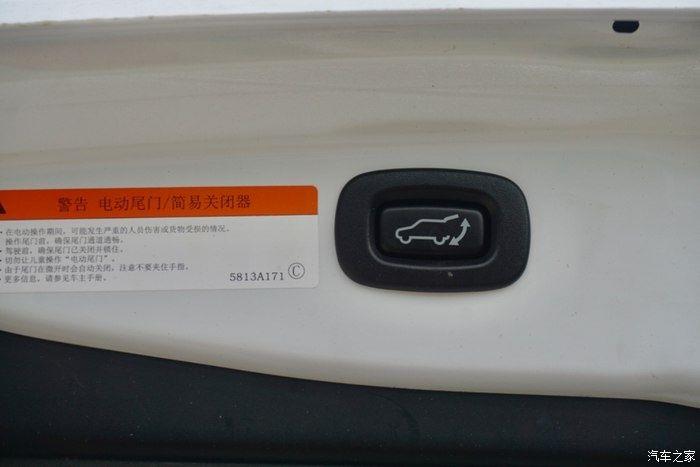 警告 电动尾门/简易关闭器
・在电动操作期间，可能发生严重的人员伤害或货物受损的情况。
操作尾门前，确保尾门通道通畅。
・驾驶前，确保尾门已关闭并锁住。
・切勿让儿童操作“电动尾门”。
・由于尾门在微开时会自动关闭，注意不要夹住手指。
・更多信息，请参见车主手册。
5813A171 Ⓒ
汽车之家